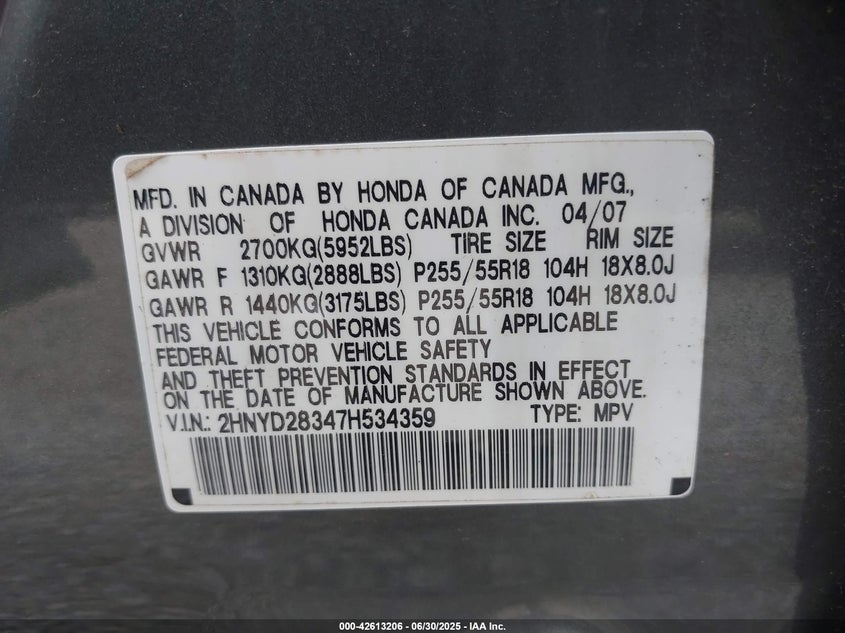 MFD. IN CANADA BY HONDA OF CANADA MFG.,
A DIVISION OF HONDA CANADA INC. 04/07
GVWR 2700KG(5952LBS) TIRE SIZE RIM SIZE
GAWR F 1310KG(2888LBS) P255/55R18 104H 18X8.0J
GAWR R 1440KG(3175LBS) P255/55R18 104H 18X8.0J
THIS VEHICLE CONFORMS TO ALL APPLICABLE
FEDERAL MOTOR VEHICLE SAFETY
AND THEFT PREVENTION STANDARDS IN EFFECT
ON THE DATE OF MANUFACTURE SHOWN ABOVE.
V.I.N.: 2HNYD28347H534359 TYPE: MPV
000-42613206 - 06/30/2025 - IAA Inc.